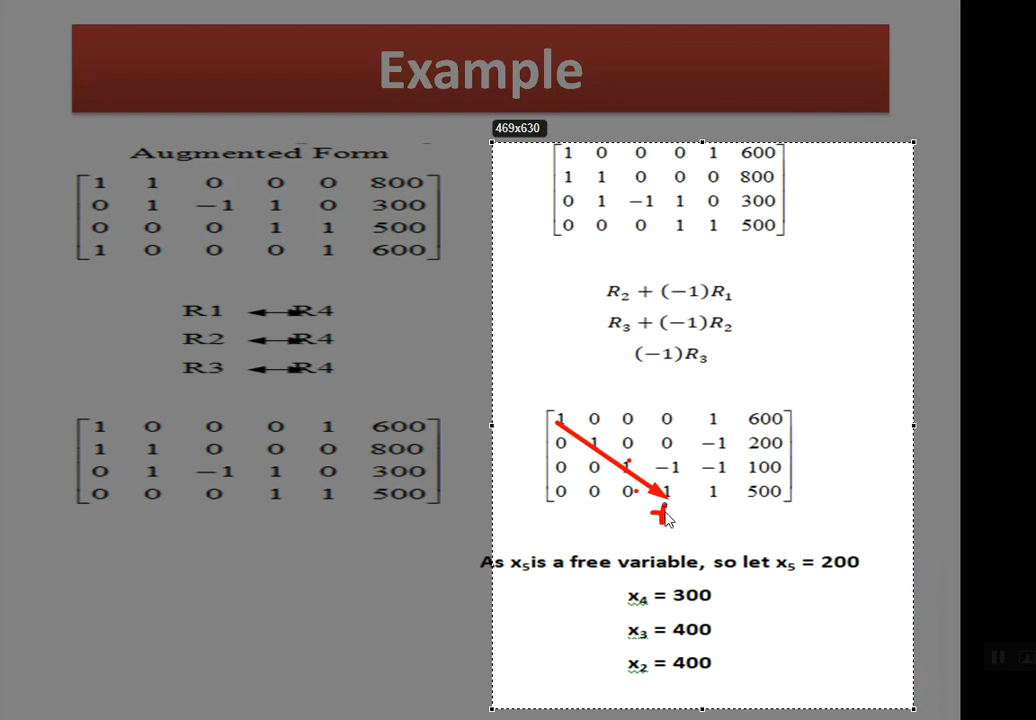 Example
469x630
Augmented Form
1 1 0 0 0 800
0 1 −1 1 0 300
0 0 0 1 1 500
1 0 0 0 1 600
R1 ↔ R4
R2 ↔ R4
R3 ↔ R4
1 0 0 0 1 600
1 1 0 0 0 800
0 1 −1 1 0 300
0 0 0 1 1 500
1 0 0 0 1 600
1 1 0 0 0 800
0 1 −1 1 0 300
0 0 0 1 1 500
R₂ + (−1)R₁
R₃ + (−1)R₂
(−1)R₃
1 0 0 0 1 600
0 1 0 0 −1 200
0 0 1 −1 −1 100
0 0 0 1 1 500
As x₅is a free variable, so let x₅ = 200
x₄ = 300
x₃ = 400
x₂ = 400